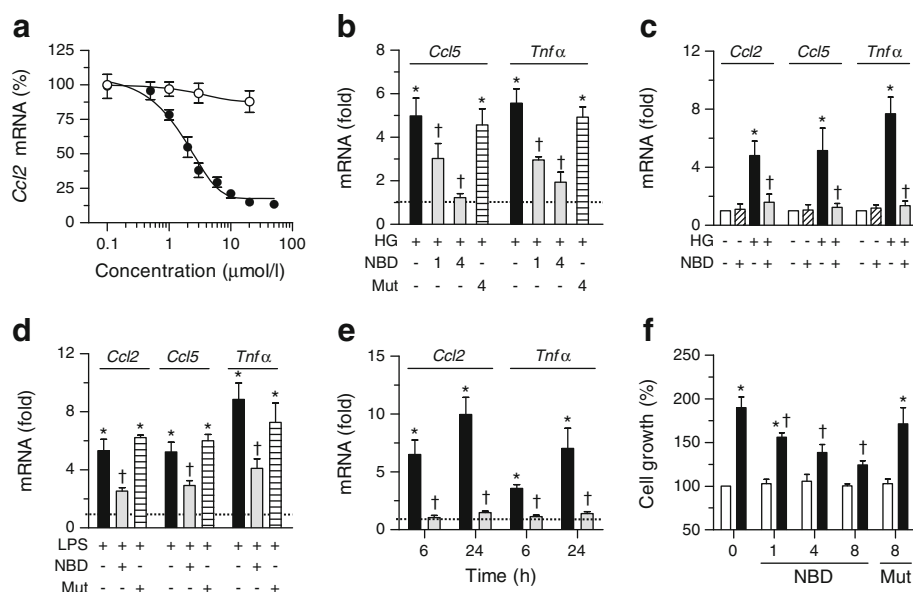 a
125
100
75
50
25
0
Ccl2 mRNA (%)
0.1 1 10 100
Concentration (μmol/l)
b
Ccl5 Tnfα
8
6
4
2
0
mRNA (fold)
* † † * * † † *
HG + + + + + + + +
NBD - 1 4 - - 1 4 -
Mut - - - 4 - - - 4
c
Ccl2 Ccl5 Tnfα
12
8
4
0
mRNA (fold)
* † * † * †
HG - - + + - - + + - - + +
NBD - + - + - + - + - + - +
d
Ccl2 Ccl5 Tnfα
12
9
6
3
0
mRNA (fold)
* † * * † * * † *
LPS + + + + + + + + +
NBD - + - - + - - + -
Mut - - + - - + - - +
e
Ccl2 Tnfα
15
10
5
0
mRNA (fold)
* † * † * † * †
6 24 6 24
Time (h)
f
250
200
150
100
50
Cell growth (%)
* *† † † *
0 1 4 8 8
NBD Mut